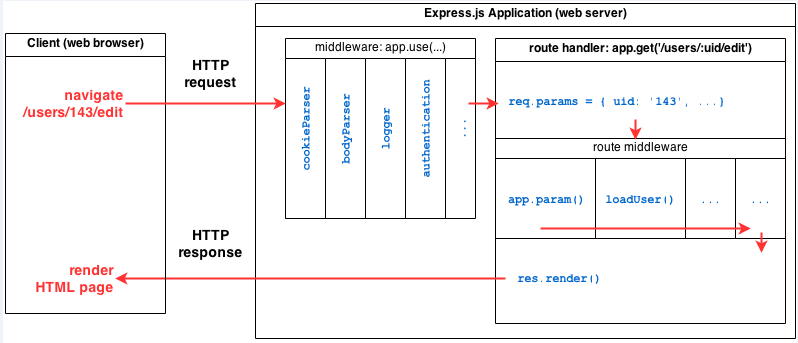 Express.js Application (web server)
Client (web browser)
HTTP
request
navigate
/users/143/edit
middleware: app.use(...)
cookieParser
bodyParser
logger
authentication
...
route handler: app.get('/users/:uid/edit')
req.params = { uid: '143', ...}
route middleware
app.param()
loadUser()
...
...
HTTP
response
render
HTML page
res.render()